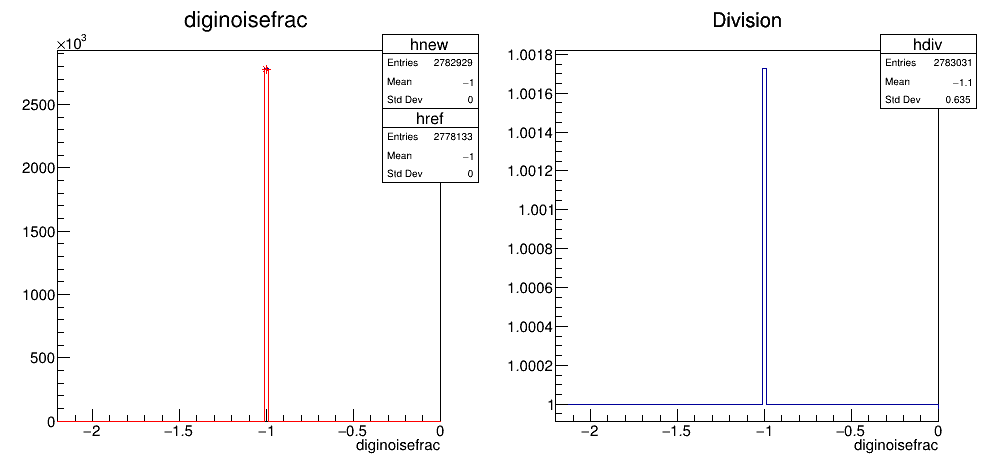 diginoisefrac
×10³
hnew
Entries 2782929
Mean −1
Std Dev 0
href
Entries 2778133
Mean −1
Std Dev 0
2500
2000
1500
1000
500
0
−2 −1.5 −1 −0.5 0
diginoisefrac
Division
hdiv
Entries 2783031
Mean −1.1
Std Dev 0.635
1.0018
1.0016
1.0014
1.0012
1.001
1.0008
1.0006
1.0004
1.0002
1
−2 −1.5 −1 −0.5 0
diginoisefrac